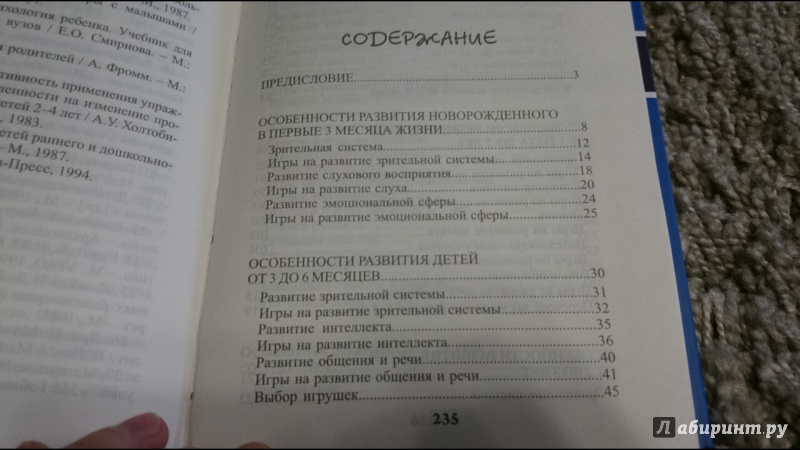 малышами /
М., 1987.
психология ребенка. Учебник для
вузов / Е.О. Смирнова. – М.:
родителей / А. Фромм. – М.:
применения упраж-
на изменение про-
2–4 лет / А.У. Холтоби-
1983.
раннего и дошкольно-
– М., 1987.
-Пресс, 1994.
СОДЕРЖАНИЕ
ПРЕДИСЛОВИЕ...........3
ОСОБЕННОСТИ РАЗВИТИЯ НОВОРОЖДЕННОГО
В ПЕРВЫЕ 3 МЕСЯЦА ЖИЗНИ...........8
Зрительная система...........12
Игры на развитие зрительной системы...........14
Развитие слухового восприятия...........18
Игры на развитие слуха...........20
Развитие эмоциональной сферы...........24
Игры на развитие эмоциональной сферы...........25
ОСОБЕННОСТИ РАЗВИТИЯ ДЕТЕЙ
ОТ 3 ДО 6 МЕСЯЦЕВ...........30
Развитие зрительной системы...........31
Игры на развитие зрительной системы...........32
Развитие интеллекта...........35
Игры на развитие интеллекта...........36
Развитие общения и речи...........40
Игры на развитие общения и речи...........41
Выбор игрушек...........45
235
Лабиринт.ру